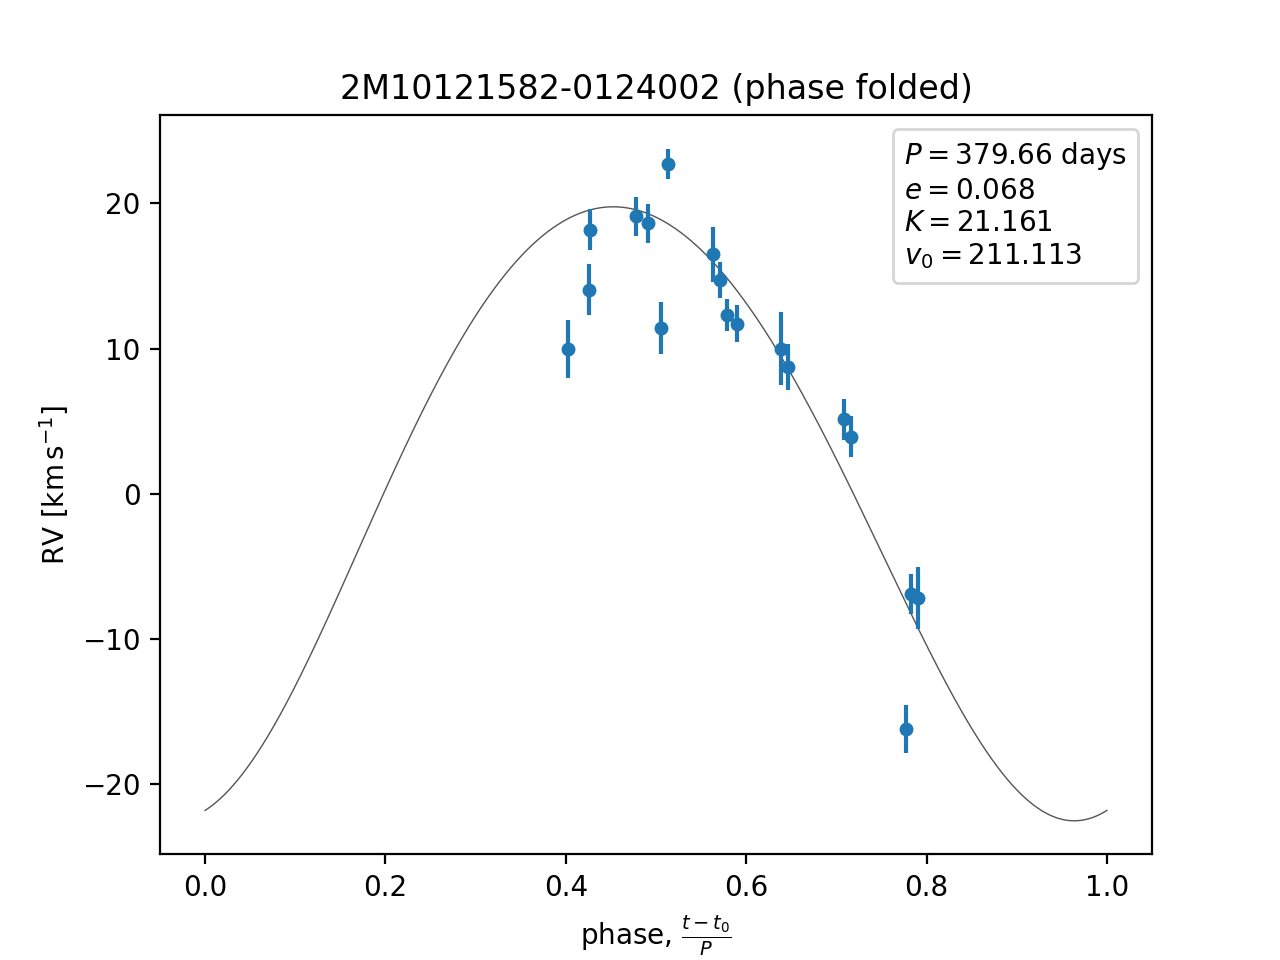 2M10121582-0124002 (phase folded)
P = 379.66 days
e = 0.068
K = 21.161
v₀ = 211.113
20
10
0
−10
−20
RV [km s⁻¹]
0.0 0.2 0.4 0.6 0.8 1.0
phase, (t − t₀)/P